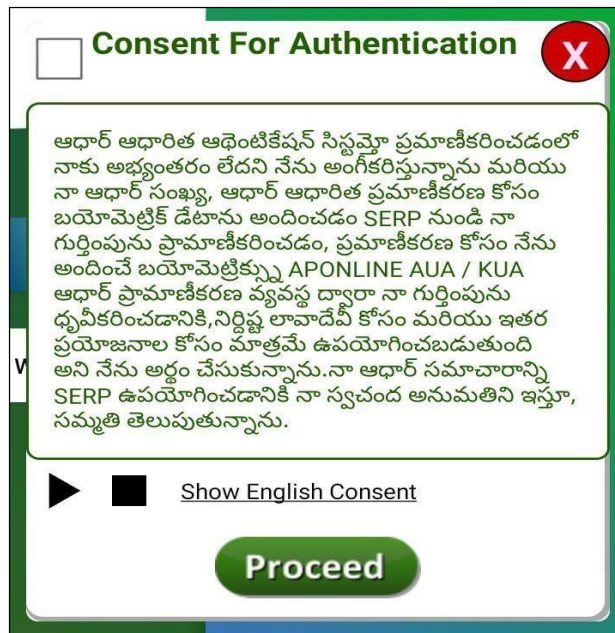 Consent For Authentication
X
ఆధార్ ఆధారిత ఆథెంటికేషన్ సిస్టమ్తో ప్రమాణీకరించడంలో
నాకు అభ్యంతరం లేదని నేను అంగీకరిస్తున్నాను మరియు
నా ఆధార్ సంఖ్య, ఆధార్ ఆధారిత ప్రమాణీకరణ కోసం
బయోమెట్రిక్ డేటాను అందించడం SERP నుండి నా
గుర్తింపును ప్రామాణీకరించడం, ప్రమాణీకరణ కోసం నేను
అందించే బయోమెట్రిక్ను APONLINE AUA / KUA
ఆధార్ ప్రామాణీకరణ వ్యవస్థ ద్వారా నా గుర్తింపును
ధృవీకరించడానికి,నిర్దిష్ట లావాదేవీ కోసం మరియు ఇతర
ప్రయోజనాల కోసం మాత్రమే ఉపయోగించబడుతుంది
అని నేను అర్థం చేసుకున్నాను.నా ఆధార్ సమాచారాన్ని
SERP ఉపయోగించడానికి నా స్వచంద అనుమతిని ఇస్తూ,
సమ్మతి తెలుపుతున్నాను.
Show English Consent
Proceed